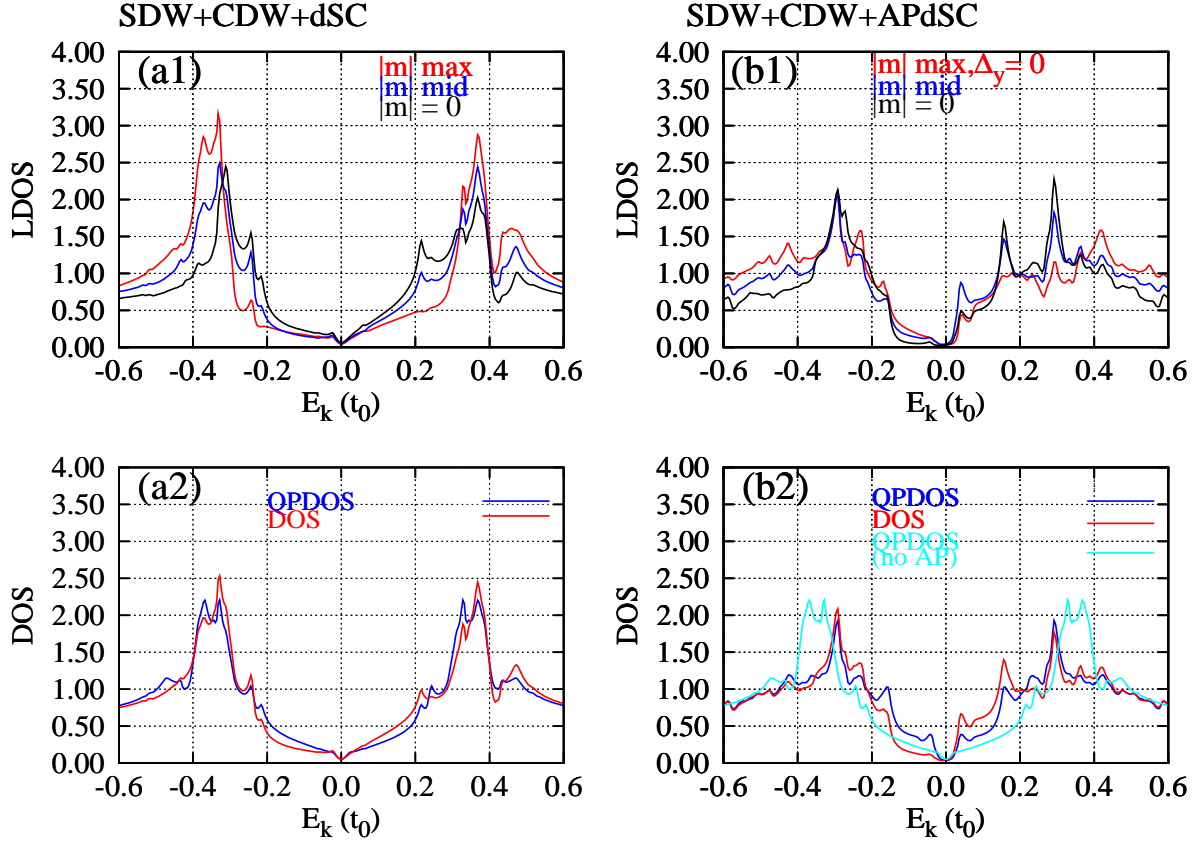 SDW+CDW+dSC
SDW+CDW+APdSC
(a1)
|m| max
|m| mid
|m| = 0
4.00
3.50
3.00
2.50
2.00
1.50
1.00
0.50
0.00
LDOS
-0.6 -0.4 -0.2 0.0 0.2 0.4 0.6
E_k (t_0)
(b1)
|m| max,Δ_y= 0
|m| mid
|m| = 0
4.00
3.50
3.00
2.50
2.00
1.50
1.00
0.50
0.00
LDOS
-0.6 -0.4 -0.2 0.0 0.2 0.4 0.6
E_k (t_0)
(a2)
QPDOS
DOS
4.00
3.50
3.00
2.50
2.00
1.50
1.00
0.50
0.00
DOS
-0.6 -0.4 -0.2 0.0 0.2 0.4 0.6
E_k (t_0)
(b2)
QPDOS
DOS
QPDOS
(no AP)
4.00
3.50
3.00
2.50
2.00
1.50
1.00
0.50
0.00
DOS
-0.6 -0.4 -0.2 0.0 0.2 0.4 0.6
E_k (t_0)